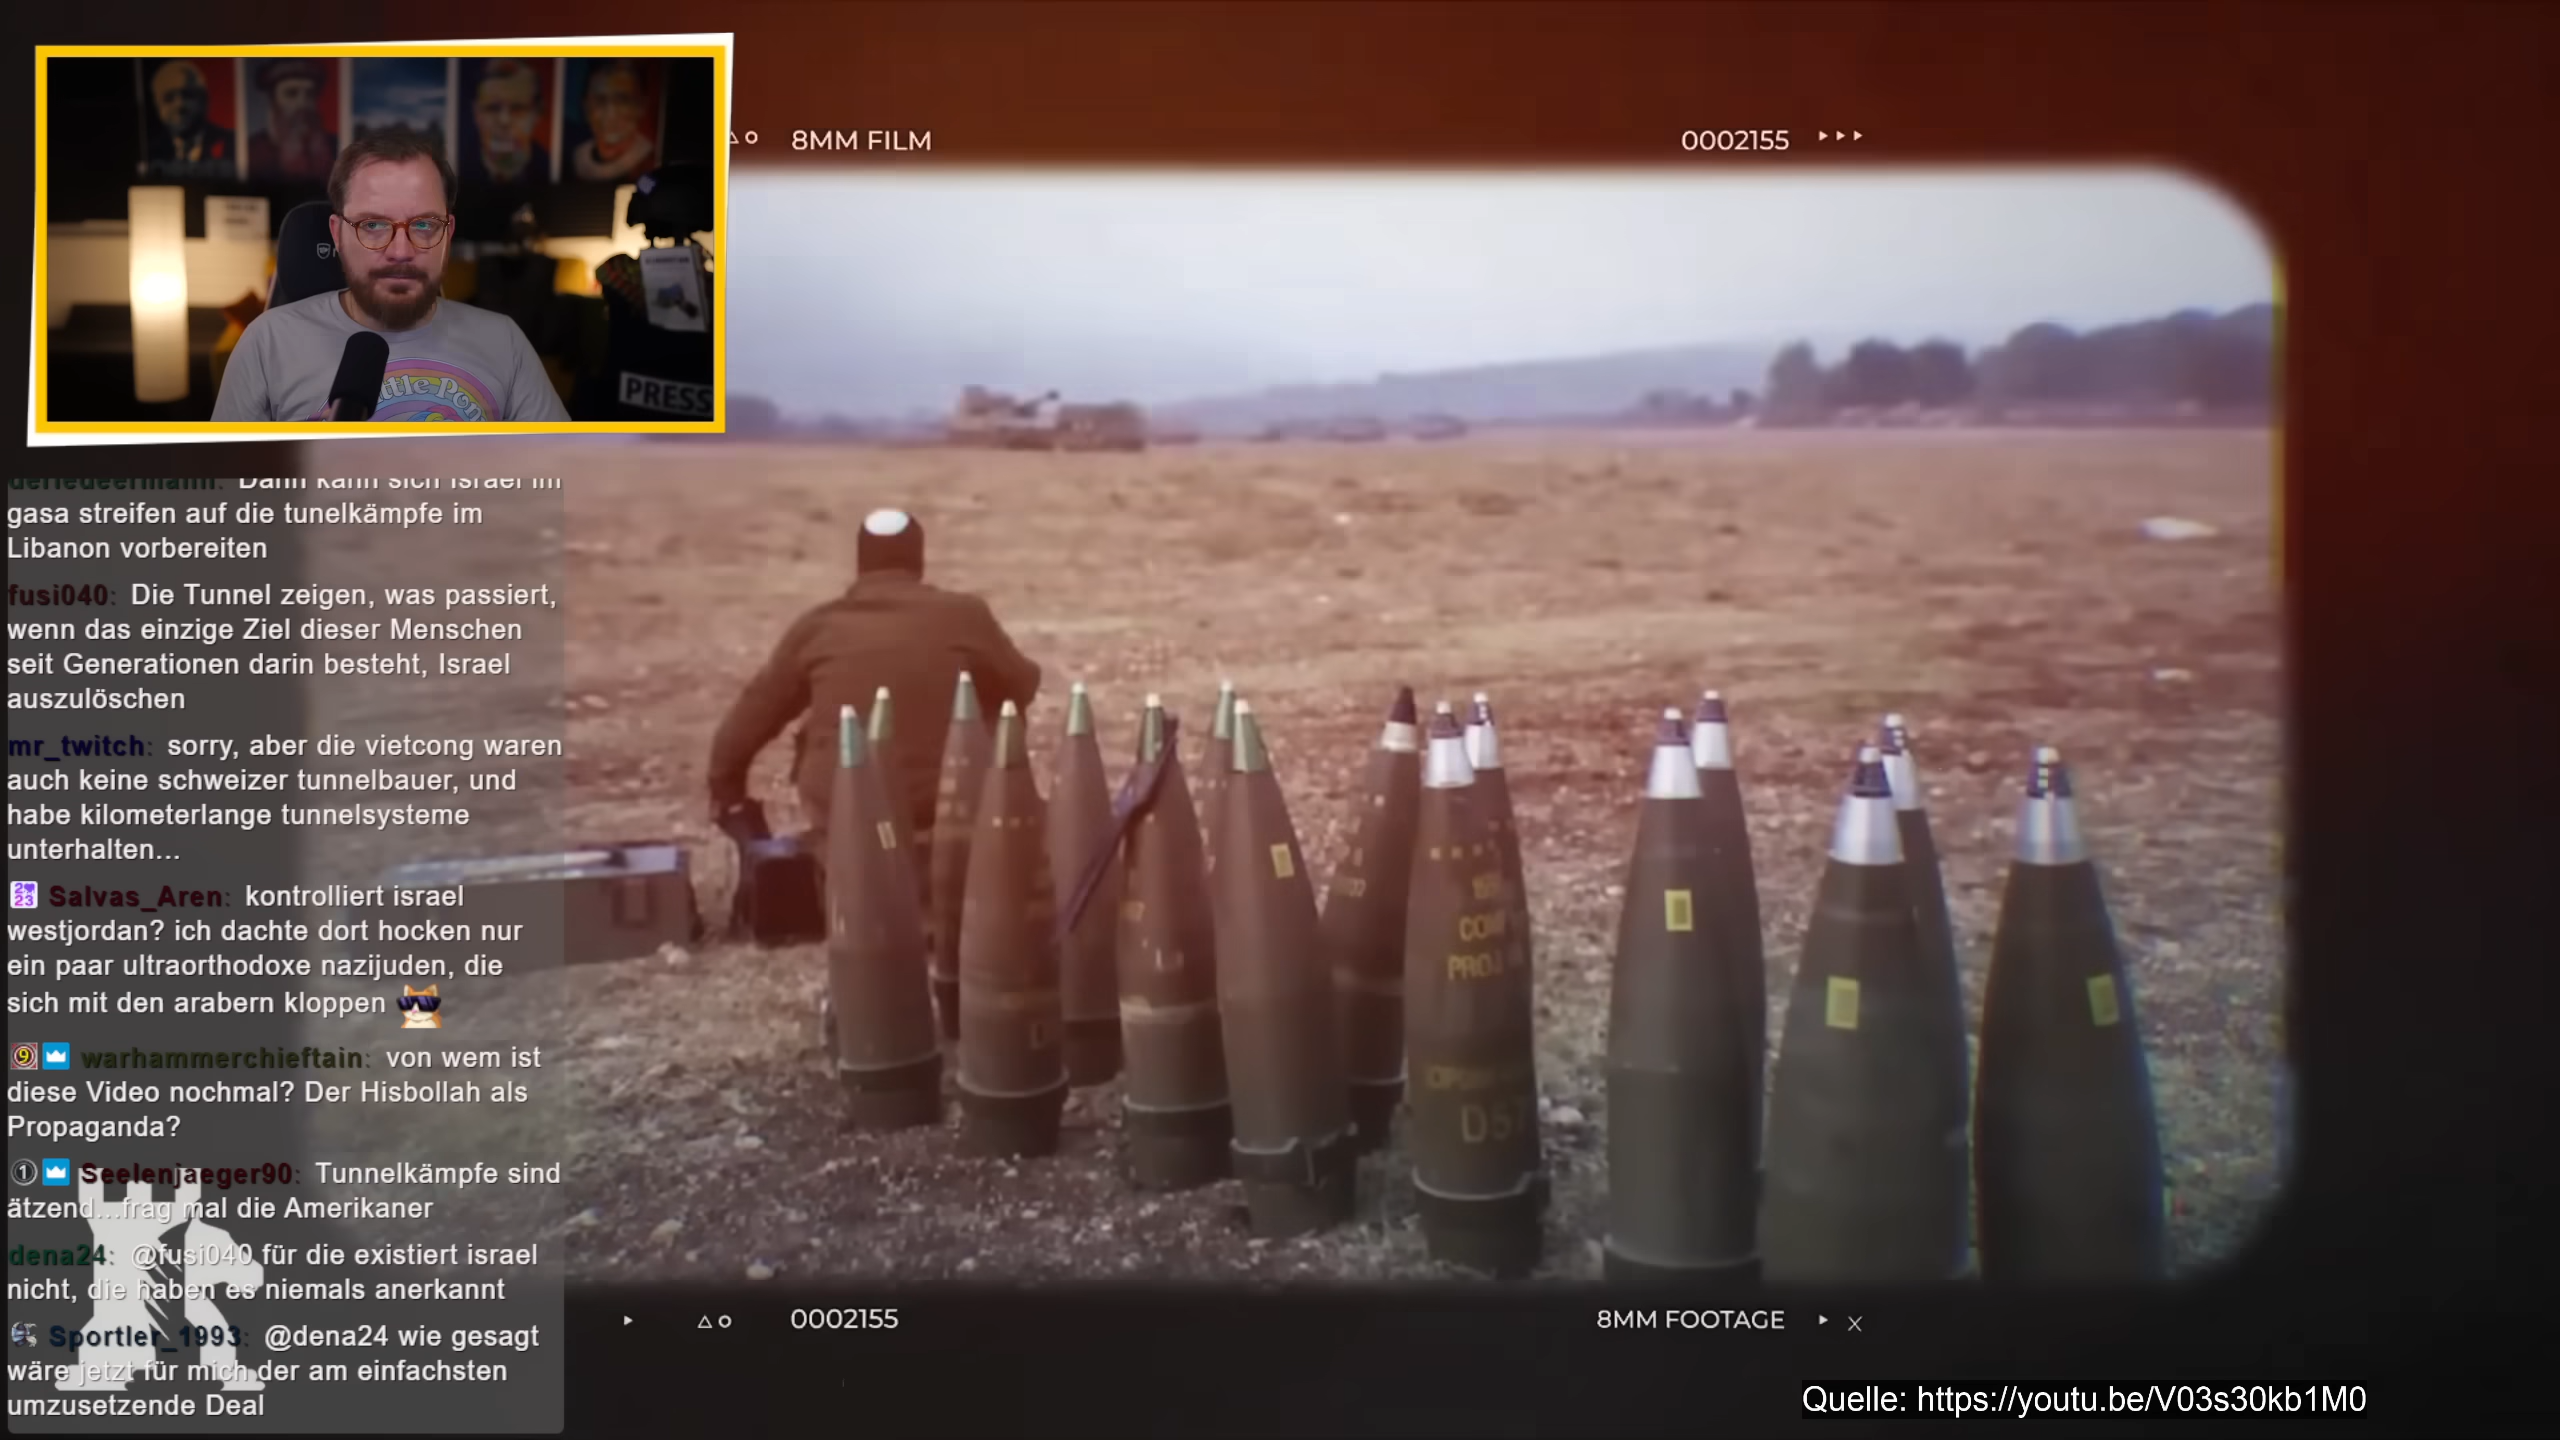 8MM FILM
0002155
PRESS
derfedeermann: Dann kann sich Israel im
gasa streifen auf die tunelkämpfe im
Libanon vorbereiten
fusi040: Die Tunnel zeigen, was passiert,
wenn das einzige Ziel dieser Menschen
seit Generationen darin besteht, Israel
auszulöschen
mr_twitch: sorry, aber die vietcong waren
auch keine schweizer tunnelbauer, und
habe kilometerlange tunnelsysteme
unterhalten...
Salvas_Aren: kontrolliert israel
westjordan? ich dachte dort hocken nur
ein paar ultraorthodoxe nazijuden, die
sich mit den arabern kloppen
warhammerchieftain: von wem ist
diese Video nochmal? Der Hisbollah als
Propaganda?
Seelenjaeger90: Tunnelkämpfe sind
ätzend...frag mal die Amerikaner
dena24: @fusi040 für die existiert israel
nicht, die haben es niemals anerkannt
Sportler_1993: @dena24 wie gesagt
wäre jetzt für mich der am einfachsten
umzusetzende Deal
0002155
8MM FOOTAGE
Quelle: https://youtu.be/V03s30kb1M0